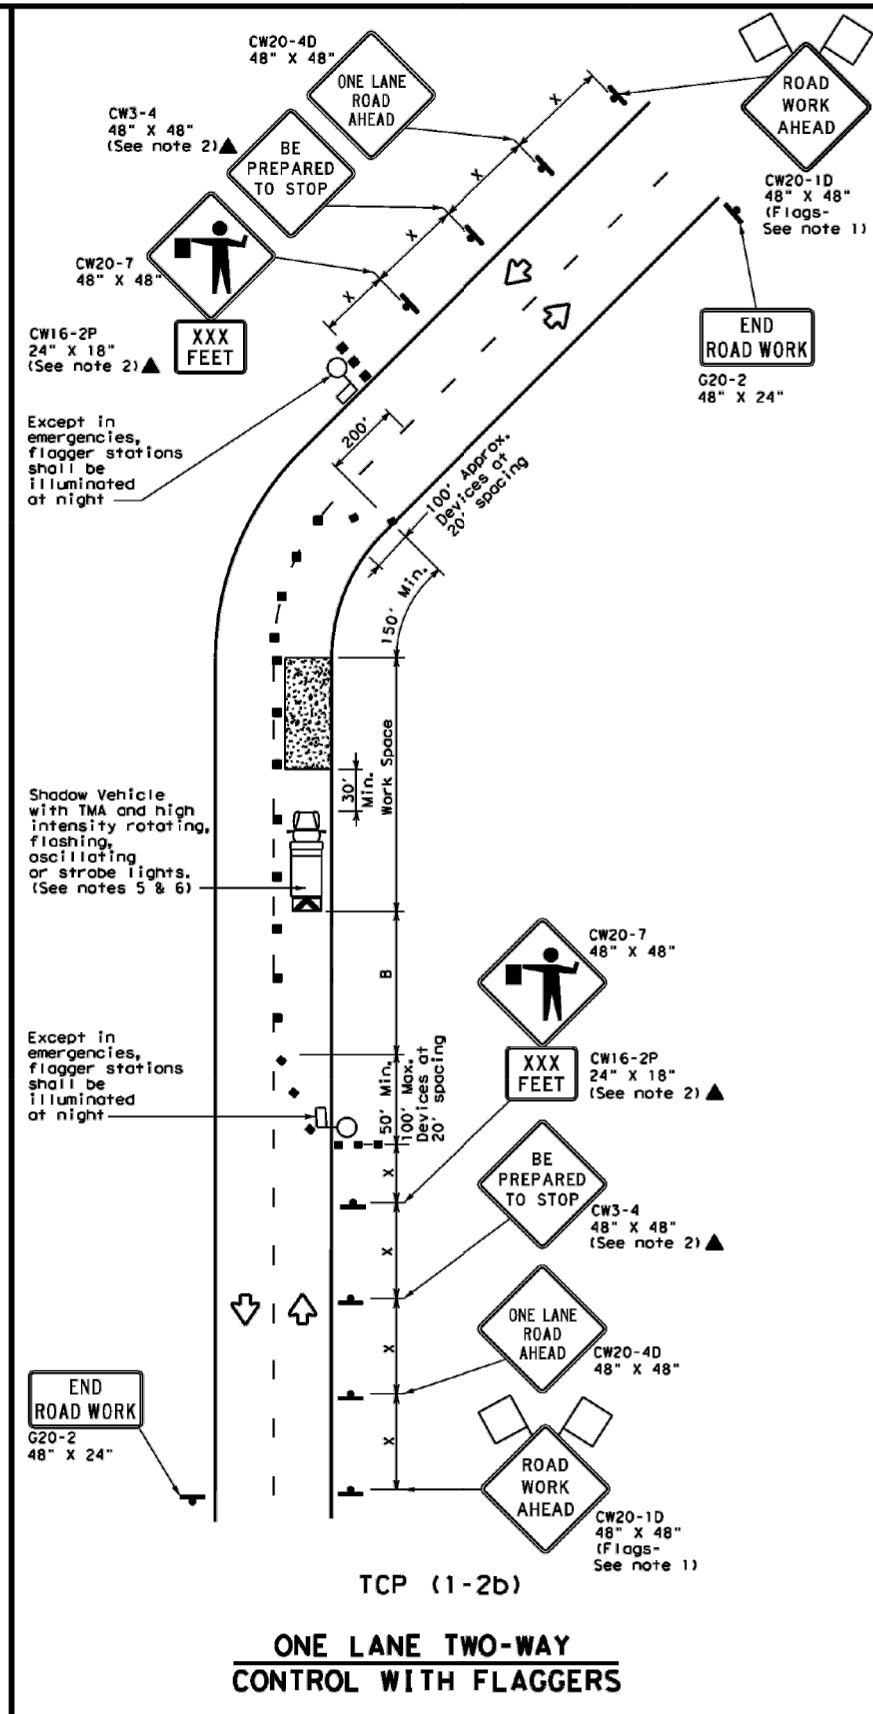 CW20-4D
48" X 48"
ONE LANE
ROAD
AHEAD
ROAD
WORK
AHEAD
CW20-1D
48" X 48"
(Flags-
See note 1)
CW3-4
48" X 48"
(See note 2)▲
BE
PREPARED
TO STOP
X
X
X
X
CW20-7
48" X 48"
CW16-2P
24" X 18"
(See note 2)▲
XXX
FEET
END
ROAD WORK
G20-2
48" X 24"
Except in
emergencies,
flagger stations
shall be
illuminated
at night
200'
100' Approx.
Devices at
20' spacing
150' Min.
Work Space
30'
Min.
Shadow Vehicle
with TMA and high
intensity rotating,
flashing,
oscillating
or strobe lights.
(See notes 5 & 6)
B
CW20-7
48" X 48"
XXX
FEET
CW16-2P
24" X 18"
(See note 2)▲
Except in
emergencies,
flagger stations
shall be
illuminated
at night
50' Min.
100' Max.
Devices at
20' spacing
X
X
X
X
BE
PREPARED
TO STOP
CW3-4
48" X 48"
(See note 2)▲
ONE LANE
ROAD
AHEAD
CW20-4D
48" X 48"
END
ROAD WORK
G20-2
48" X 24"
ROAD
WORK
AHEAD
CW20-1D
48" X 48"
(Flags-
See note 1)
TCP (1-2b)
ONE LANE TWO-WAY
CONTROL WITH FLAGGERS